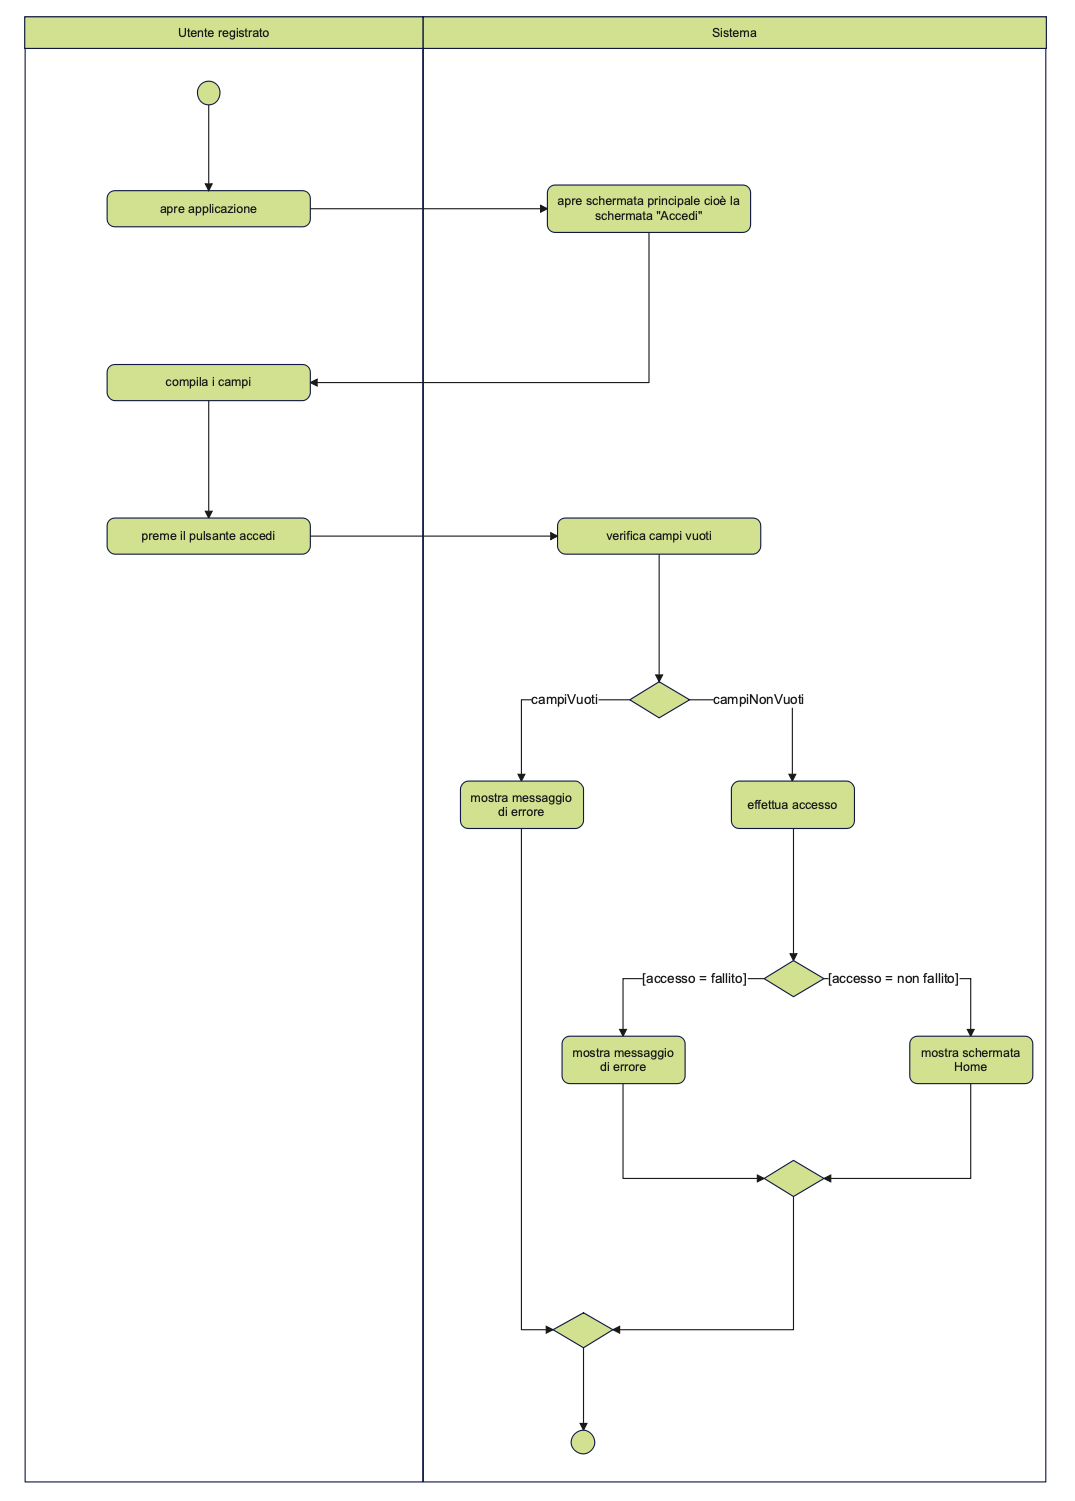 Utente registrato
Sistema
apre applicazione
apre schermata principale cioè la
schermata "Accedi"
compila i campi
preme il pulsante accedi
verifica campi vuoti
campiVuoti
campiNonVuoti
mostra messaggio
di errore
effettua accesso
[accesso = fallito]
[accesso = non fallito]
mostra messaggio
di errore
mostra schermata
Home